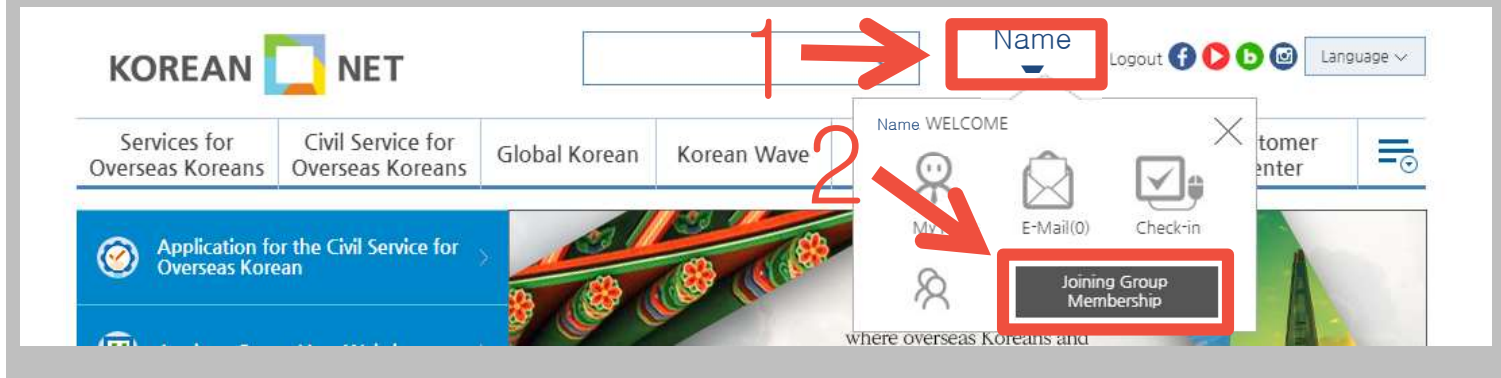 1
Name
KOREAN NET
Logout
Language
Name WELCOME
Services for
Overseas Koreans
Civil Service for
Overseas Koreans
Global Korean
Korean Wave
2
E-Mail(0)
Check-in
Application for the Civil Service for
Overseas Korean
Joining Group
Membership
where overseas Koreans and